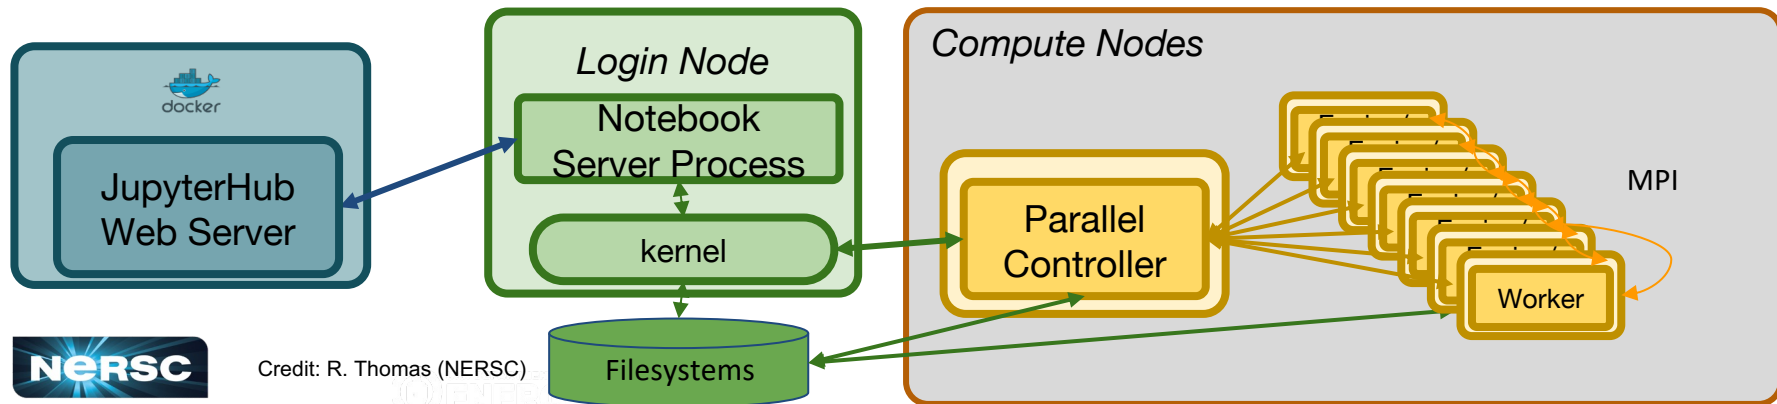 docker
JupyterHub
Web Server
Login Node
Notebook
Server Process
kernel
Filesystems
Compute Nodes
Parallel
Controller
Worker
MPI
NERSC
Credit: R. Thomas (NERSC)